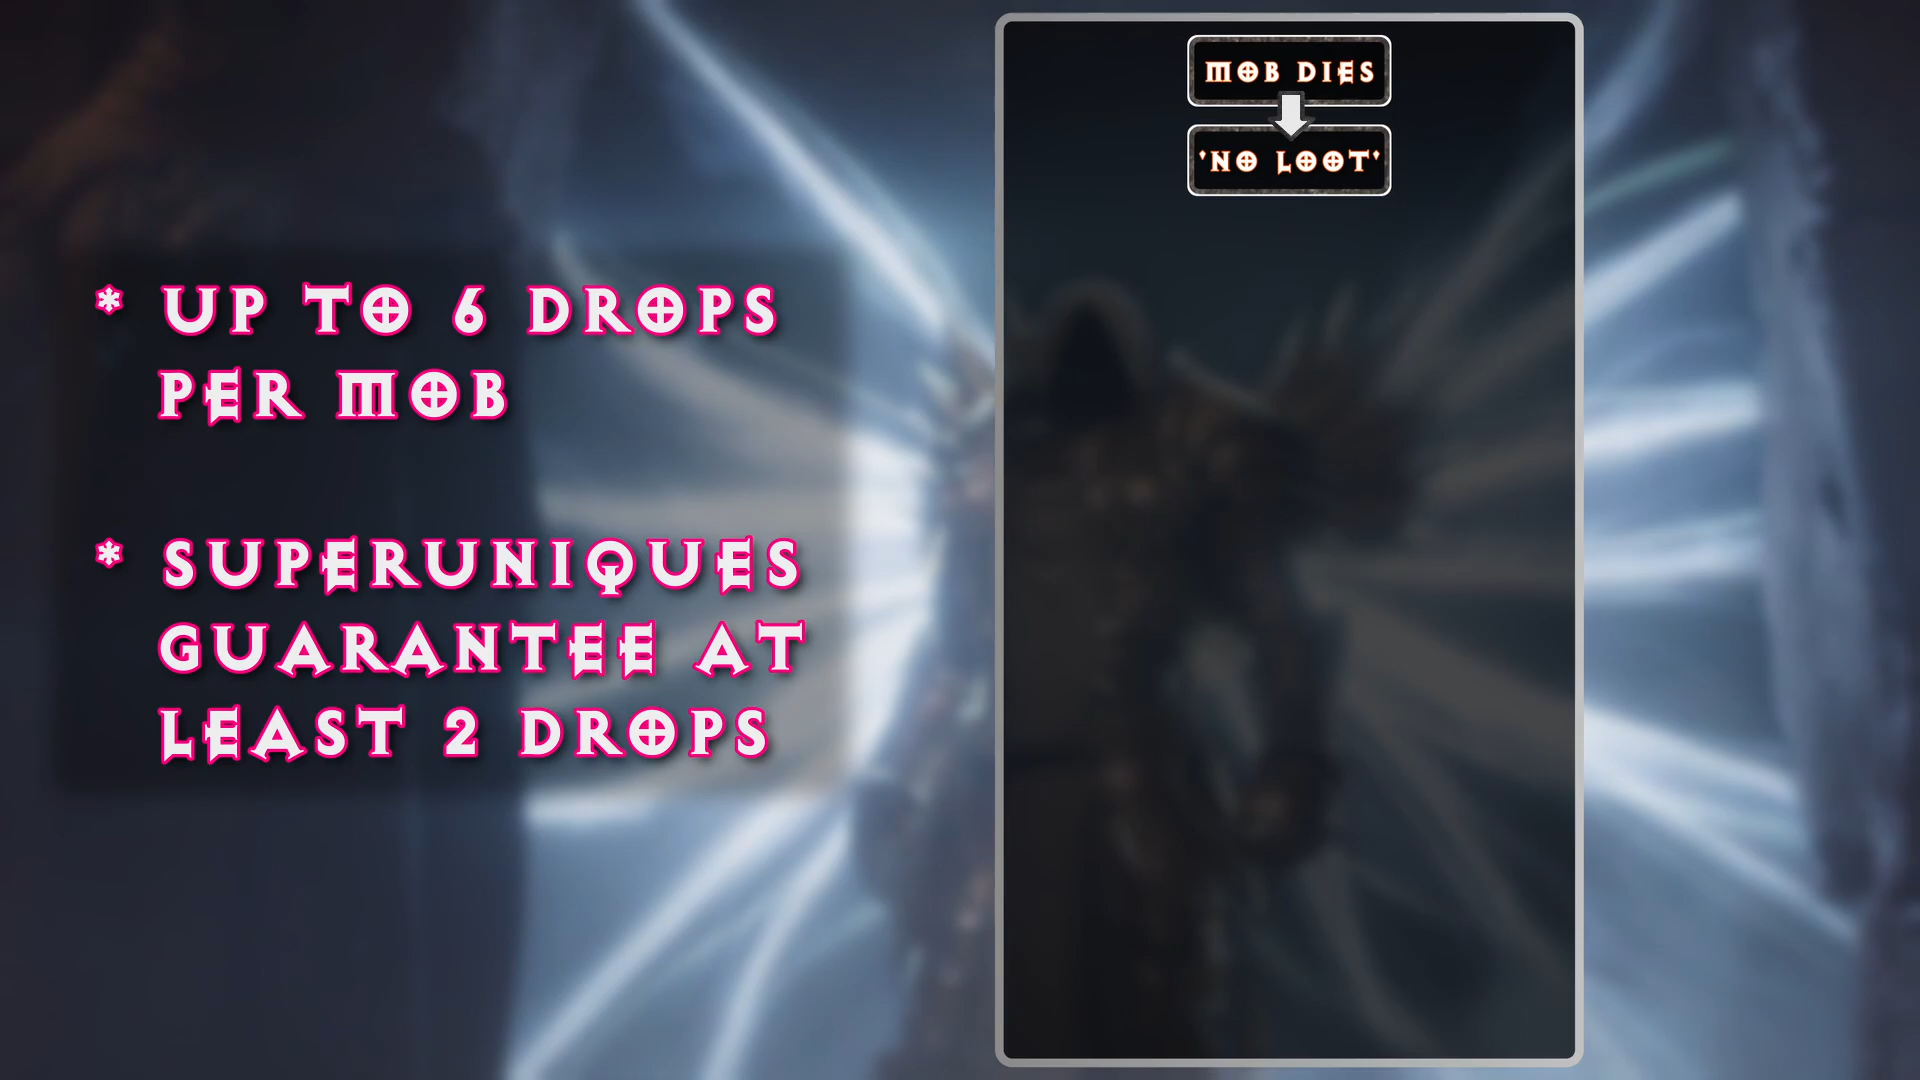 * UP TO 6 DROPS
PER MOB
* SUPERUNIQUES
GUARANTEE AT
LEAST 2 DROPS
MOB DIES
'NO LOOT'